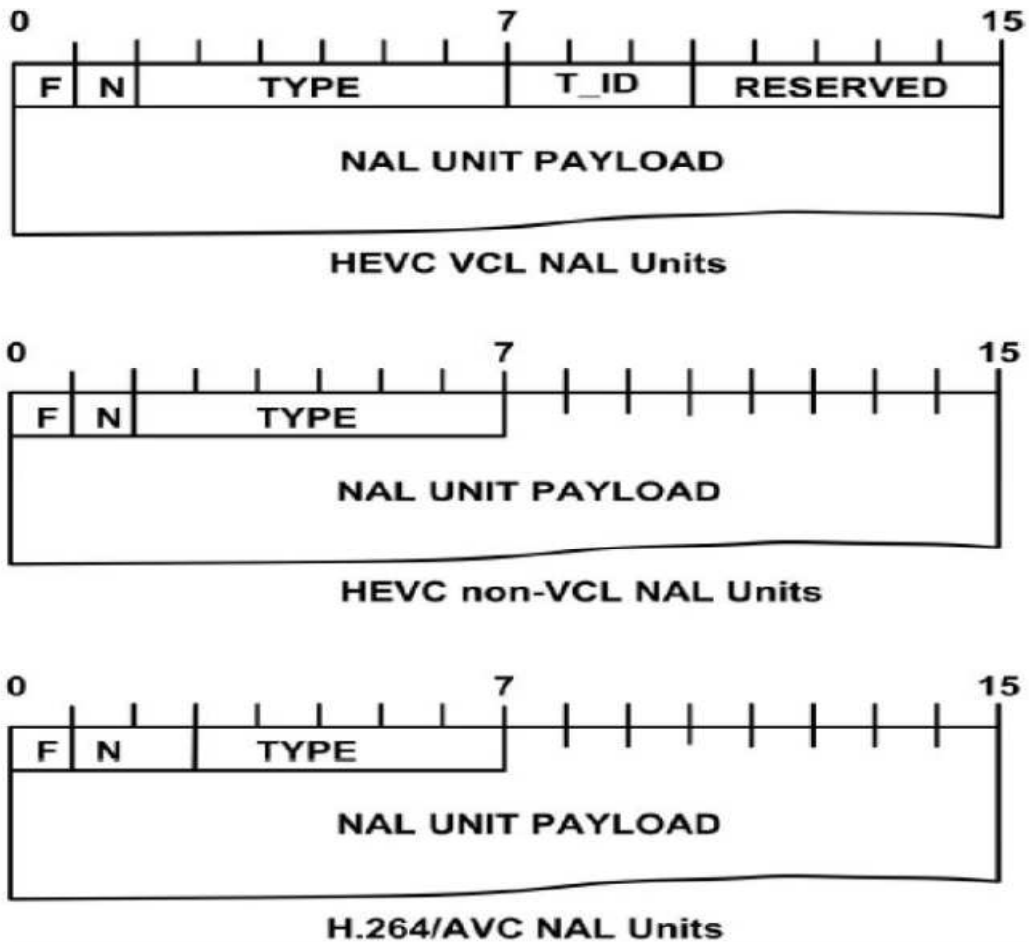 0 7 15
F N TYPE T_ID RESERVED
NAL UNIT PAYLOAD
HEVC VCL NAL Units
0 7 15
F N TYPE
NAL UNIT PAYLOAD
HEVC non-VCL NAL Units
0 7 15
F N TYPE
NAL UNIT PAYLOAD
H.264/AVC NAL Units